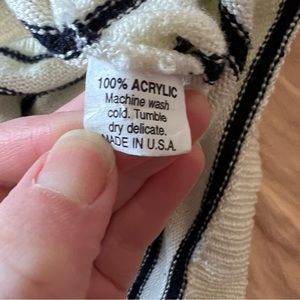 100% ACRYLIC
Machine wash
cold. Tumble
dry delicate.
MADE IN U.S.A.